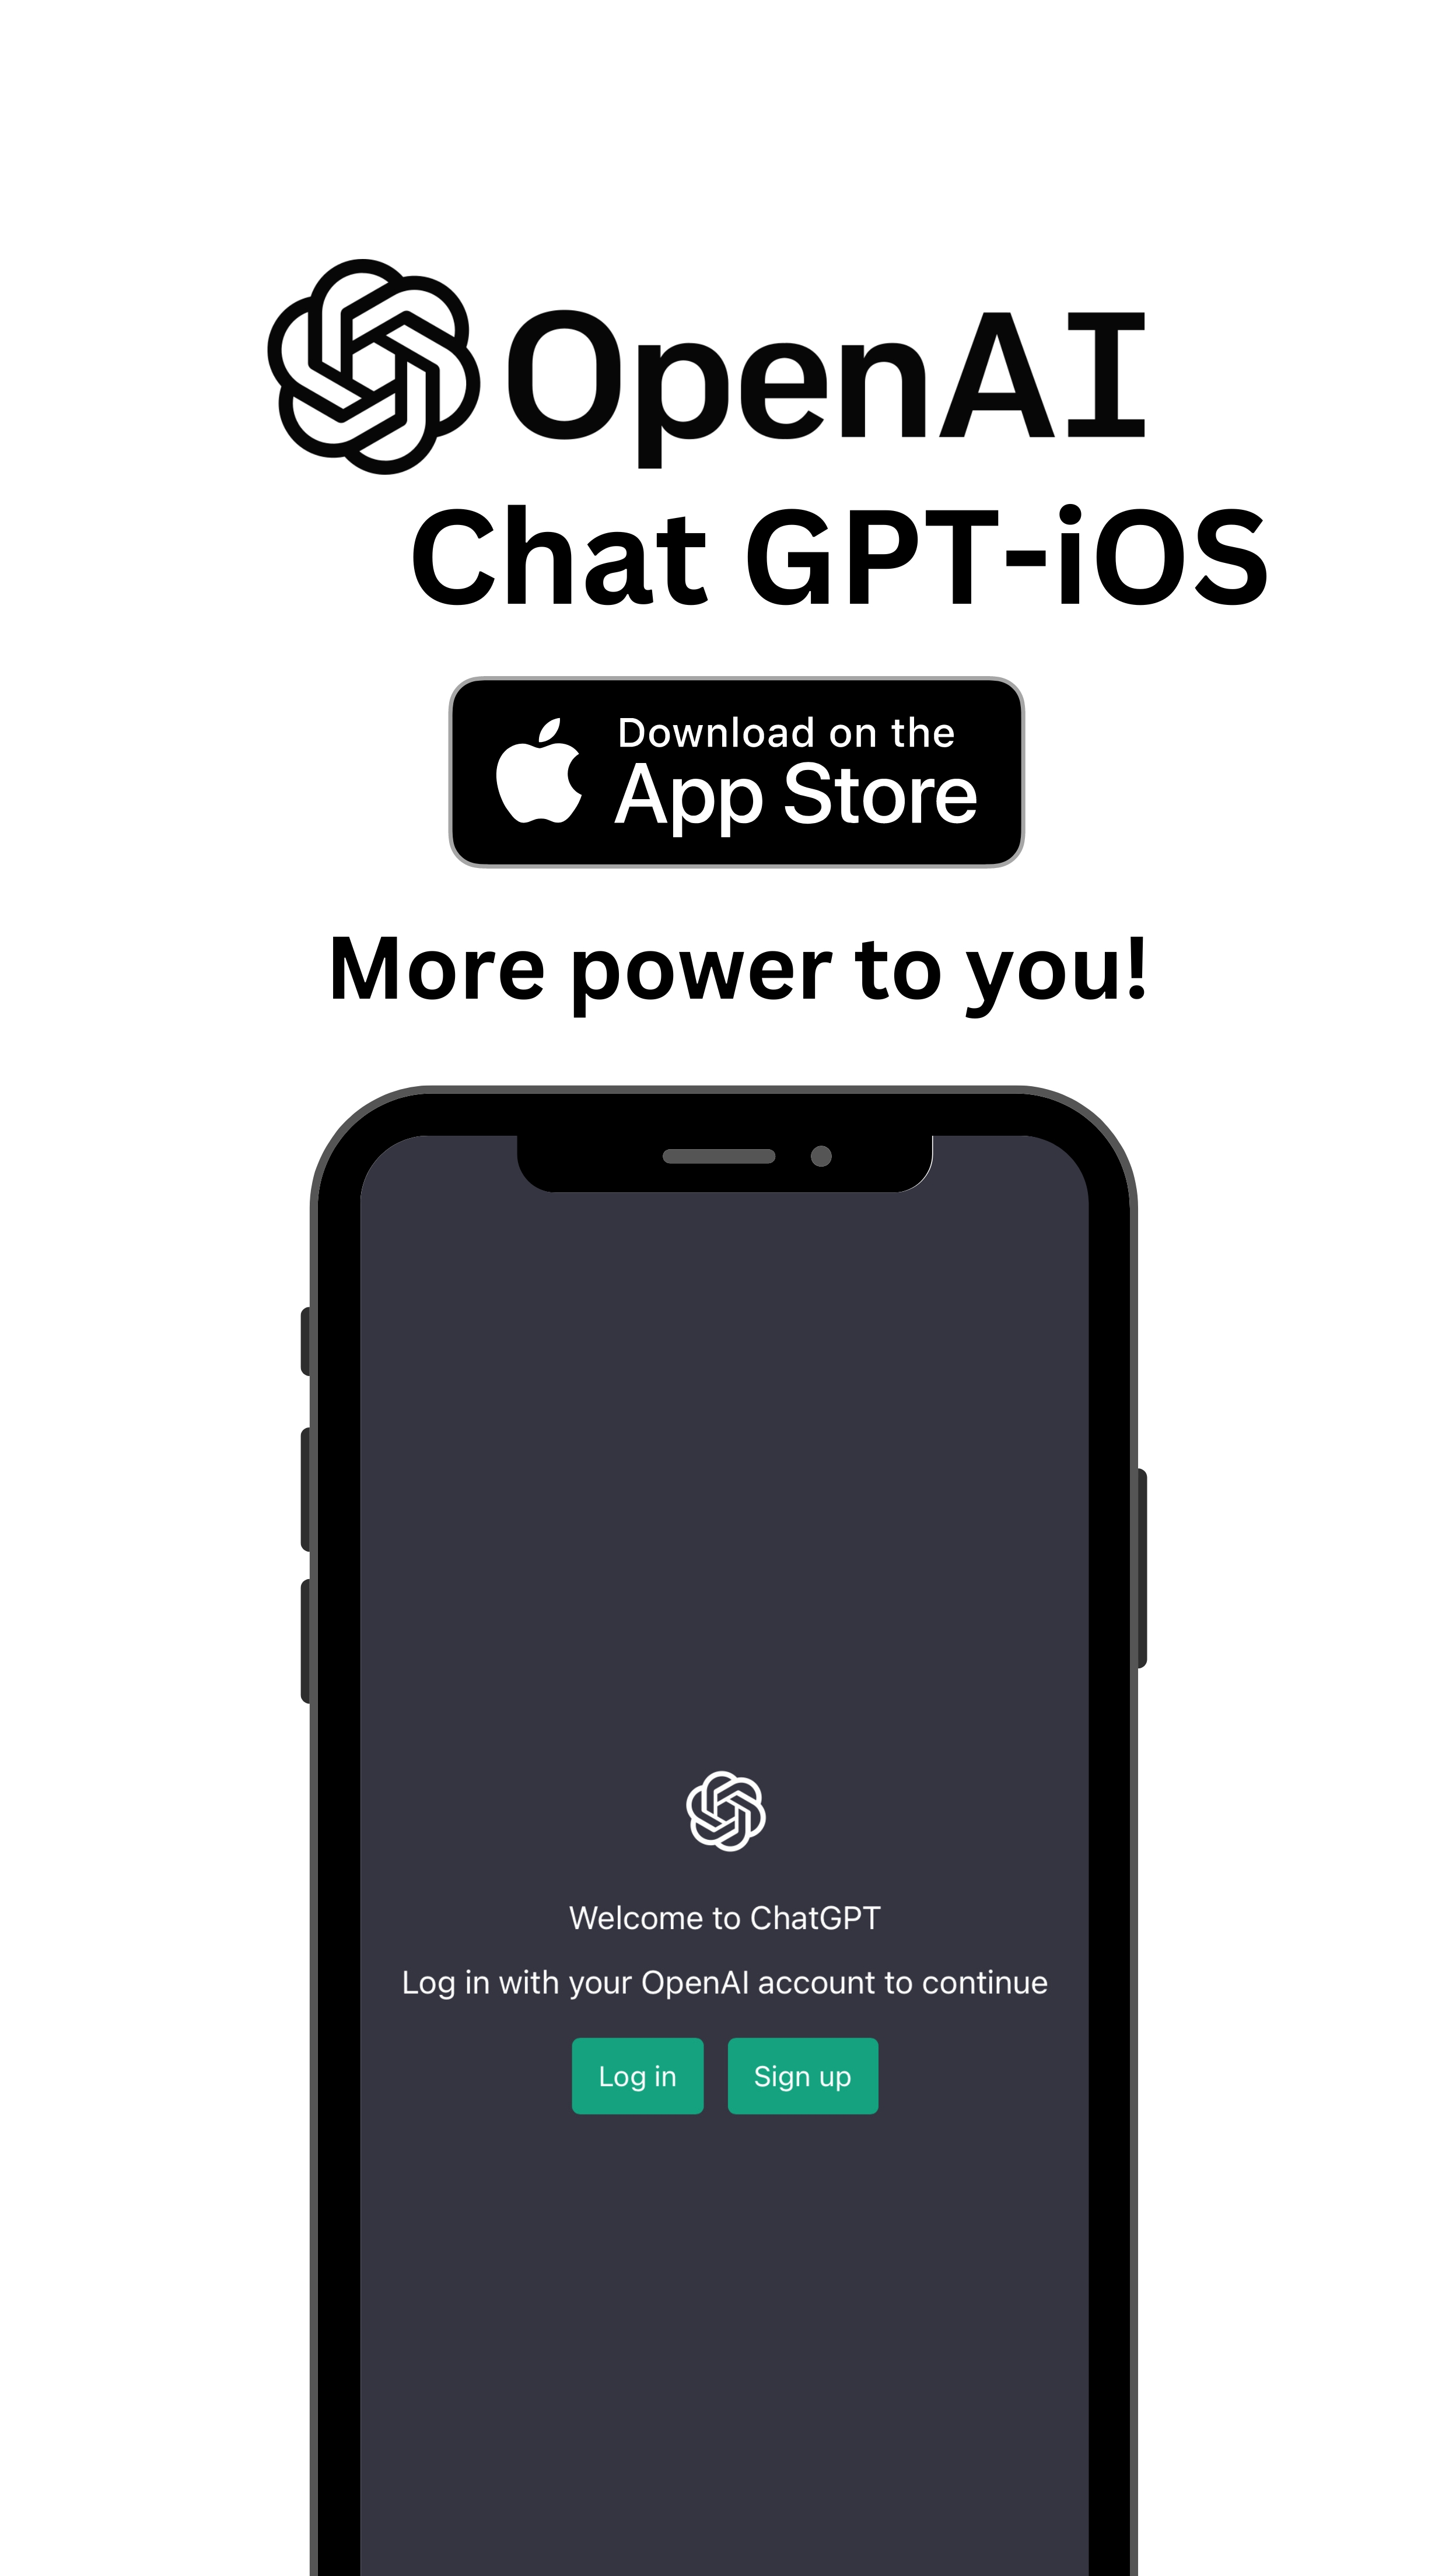 OpenAI
Chat GPT-iOS
Download on the
App Store
More power to you!
Welcome to ChatGPT
Log in with your OpenAI account to continue
Log in
Sign up